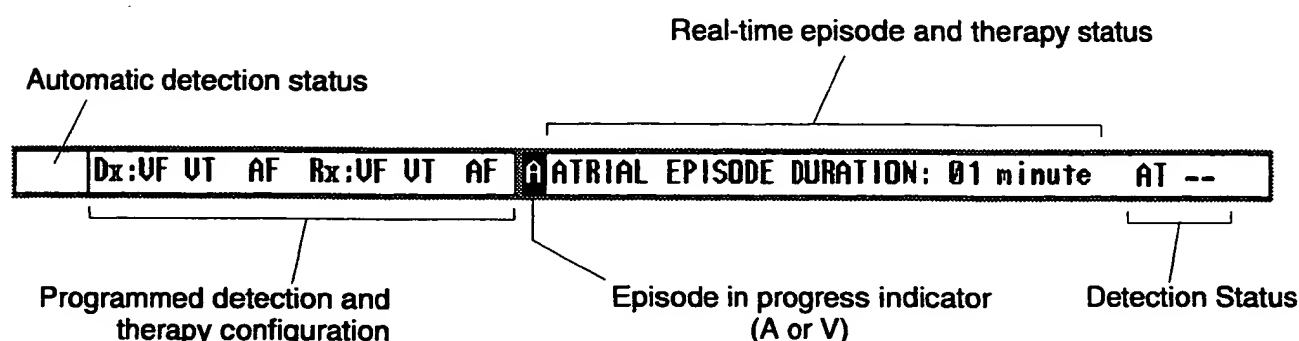 Real-time episode and therapy status
Automatic detection status
Dx:VF VT AF Rx:VF VT AF A ATRIAL EPISODE DURATION: 01 minute AT --
Programmed detection and
therapy configuration
Episode in progress indicator
(A or V)
Detection Status